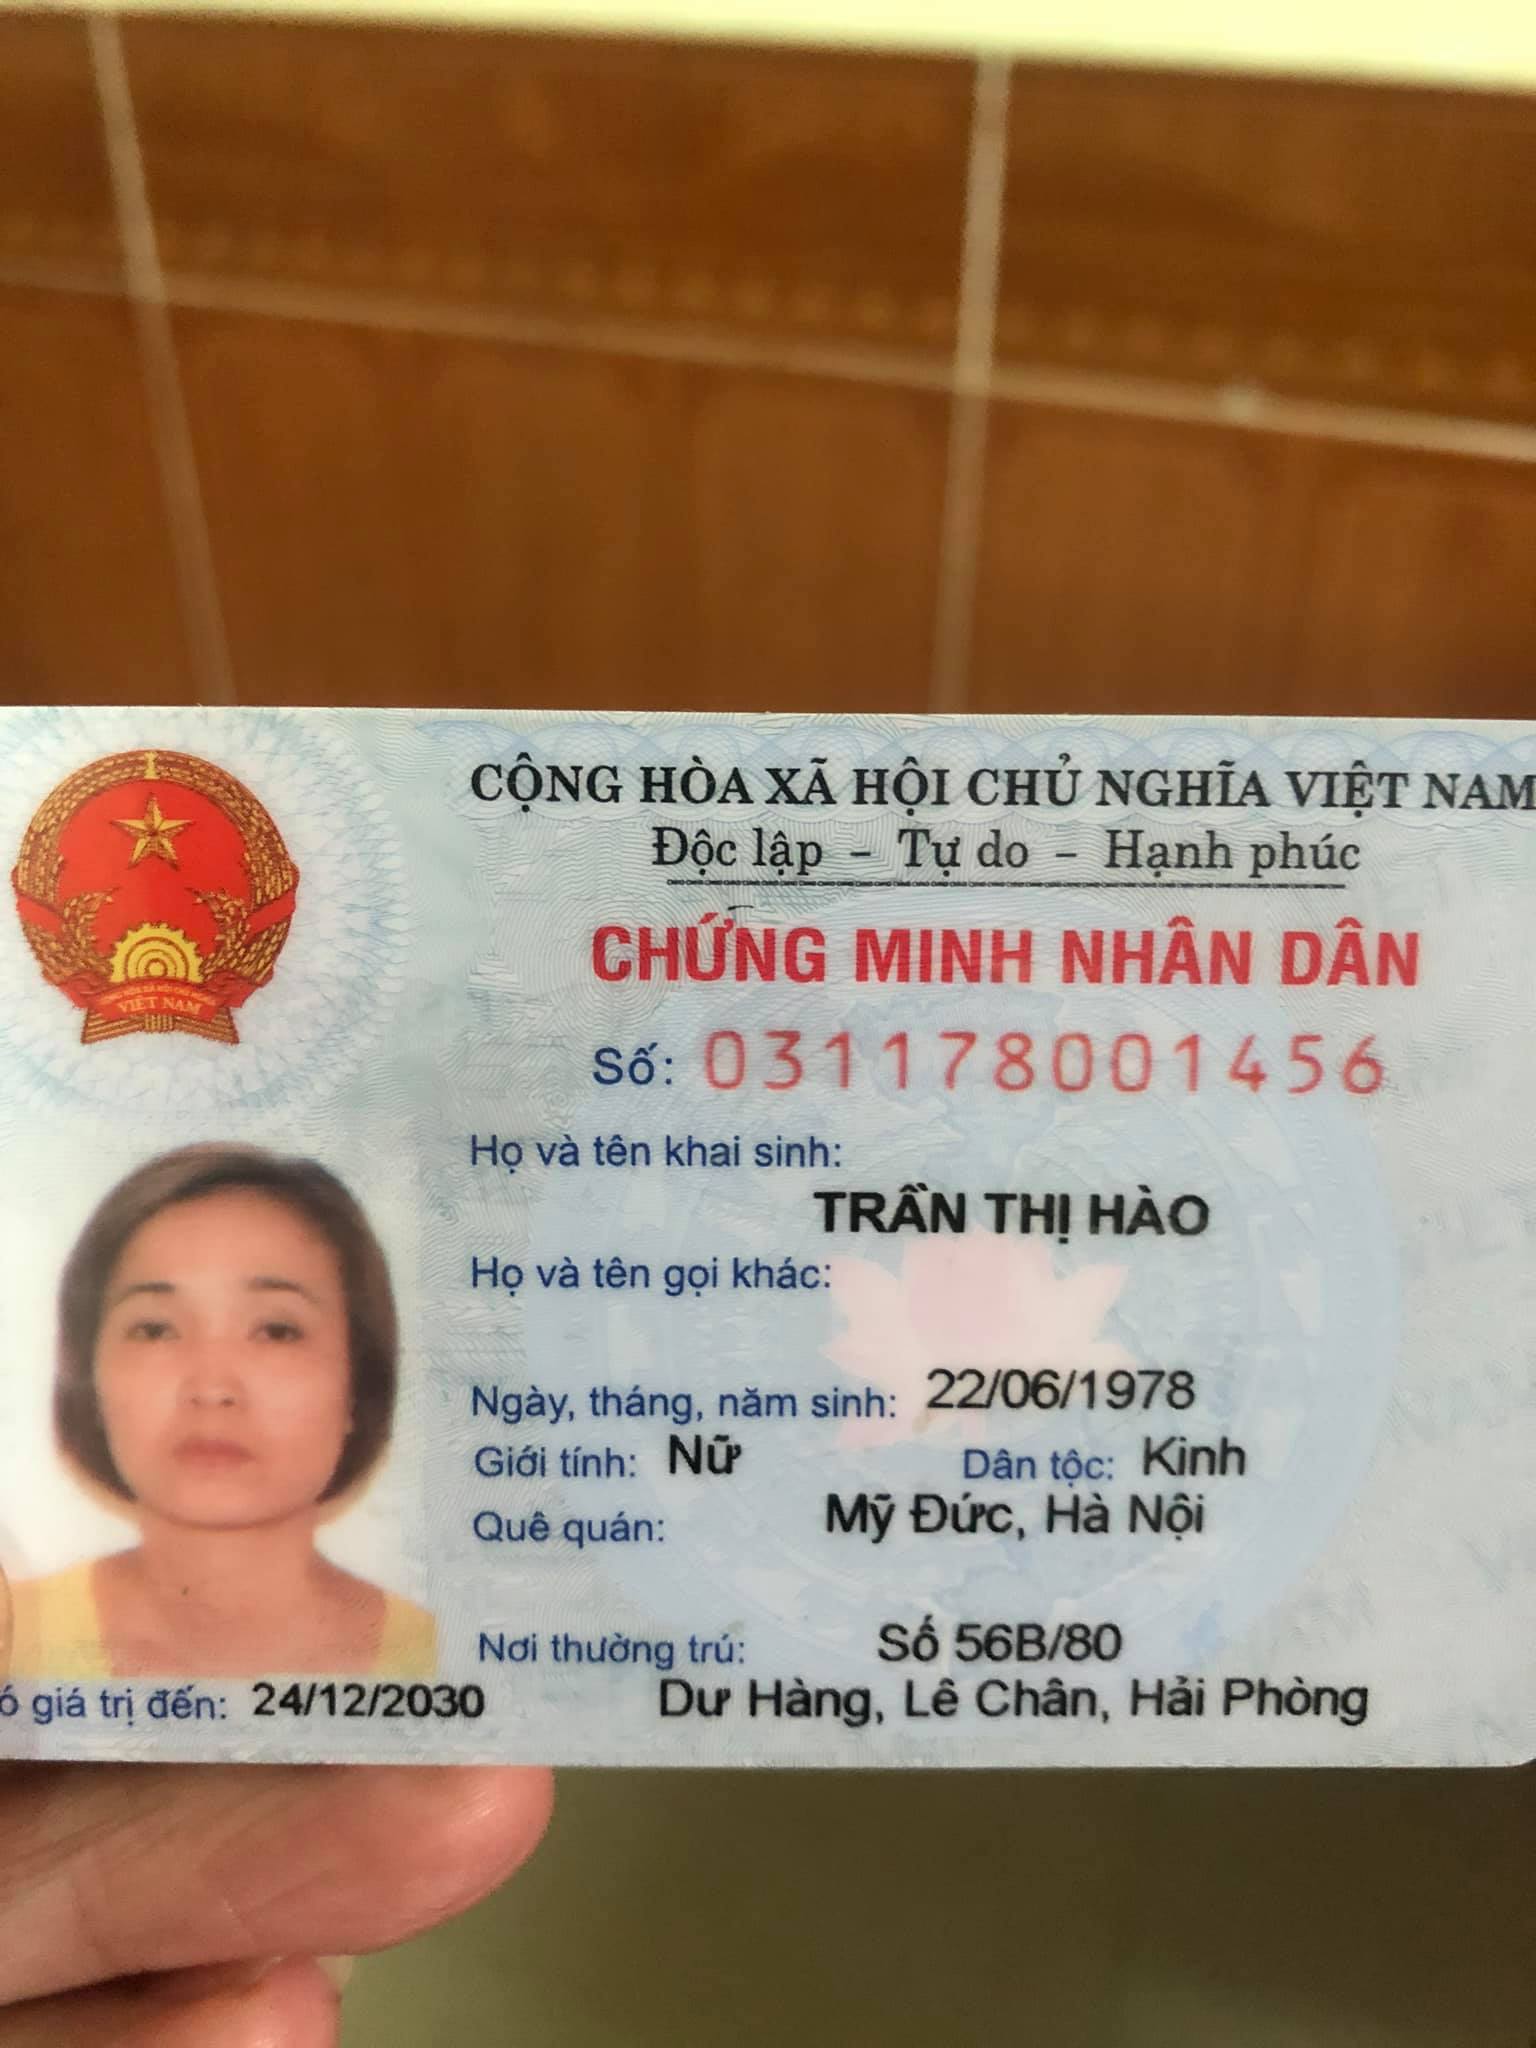 CỘNG HÒA XÃ HỘI CHỦ NGHĨA VIỆT NAM
Độc lập - Tự do - Hạnh phúc
CHỨNG MINH NHÂN DÂN
Số: 031178001456
Họ và tên khai sinh:
TRẦN THỊ HÀO
Họ và tên gọi khác:
Ngày, tháng, năm sinh: 22/06/1978
Giới tính: Nữ Dân tộc: Kinh
Quê quán: Mỹ Đức, Hà Nội
Nơi thường trú: Số 56B/80
Dư Hàng, Lê Chân, Hải Phòng
ó giá trị đến: 24/12/2030
VIỆT NAM